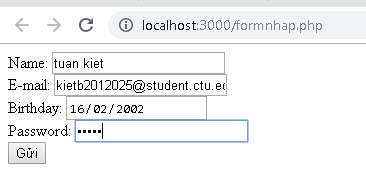 localhost:3000/formnhap.php
Name: tuan kiet
E-mail: kietb2012025@student.ctu.ec
Birthday: 16/02/2002
Password: •••••
Gửi